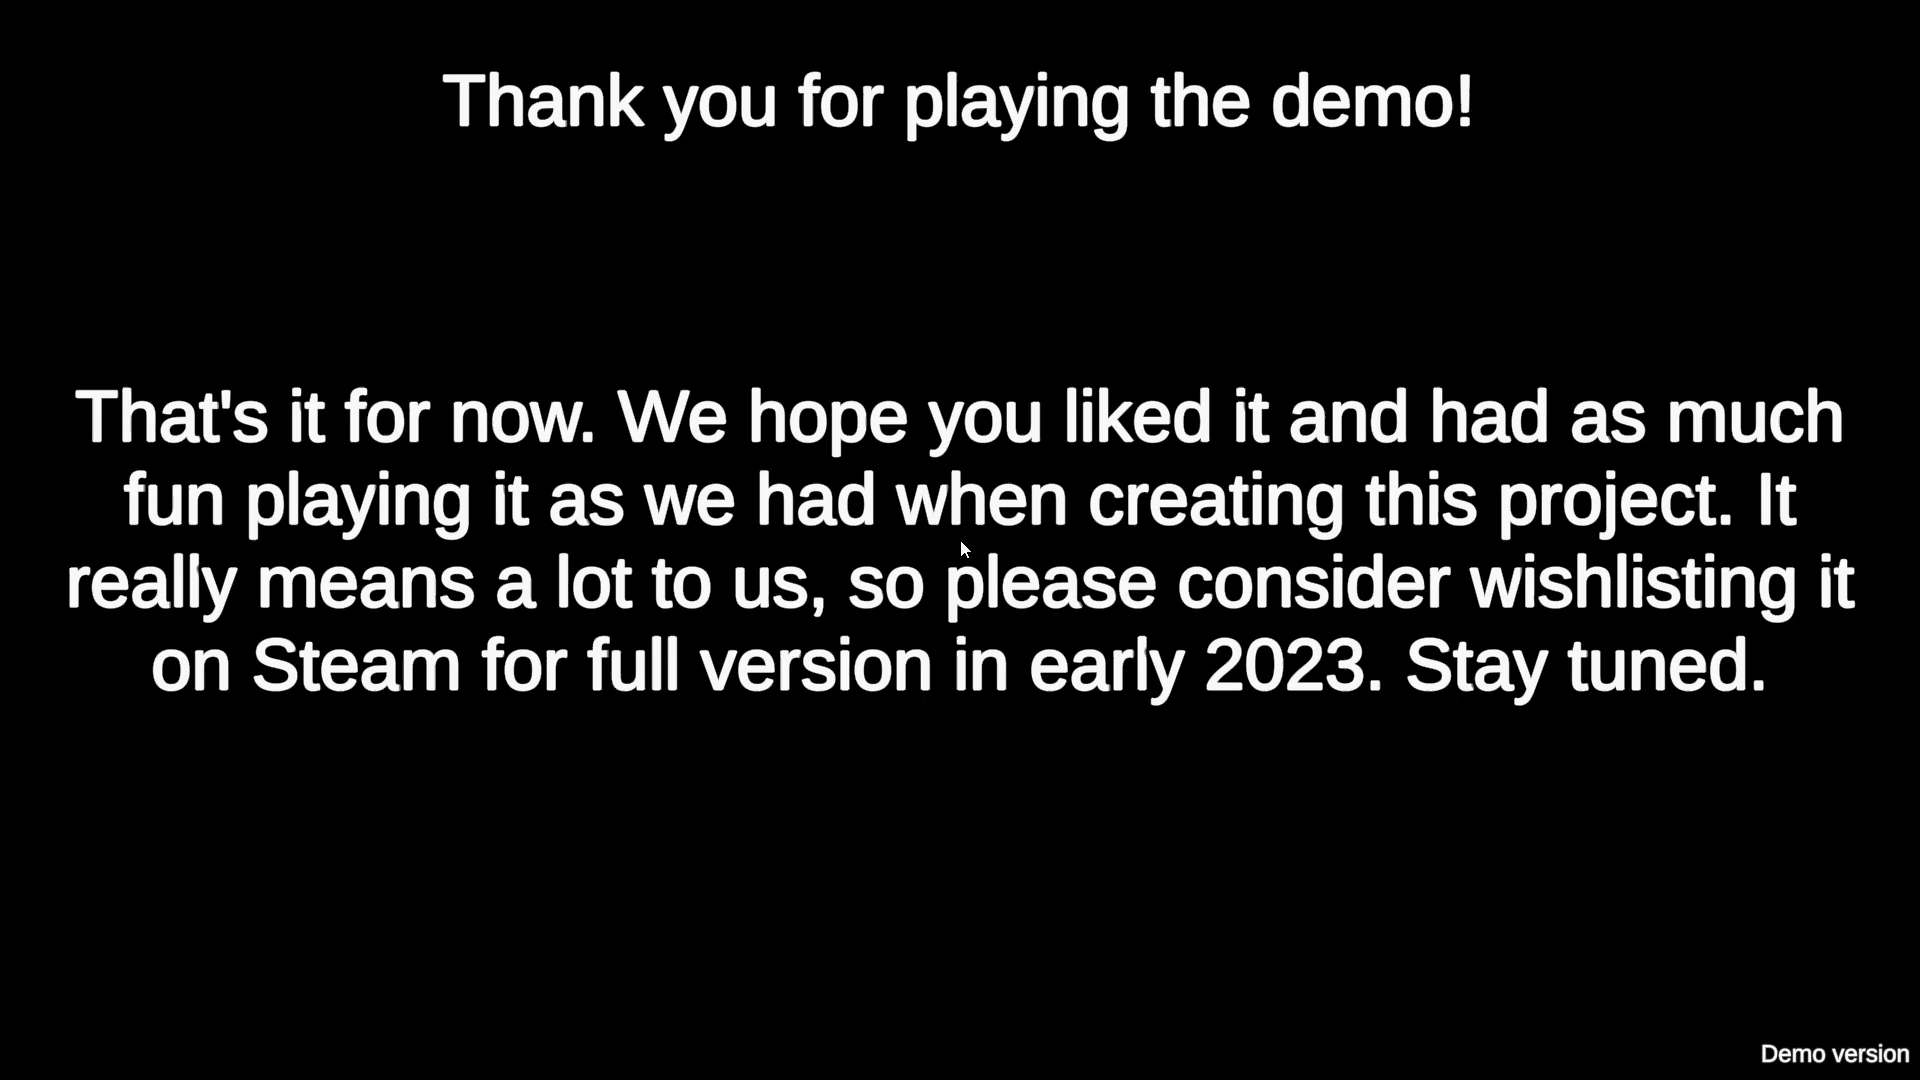 Thank you for playing the demo!
That's it for now. We hope you liked it and had as much
fun playing it as we had when creating this project. It
really means a lot to us, so please consider wishlisting it
on Steam for full version in early 2023. Stay tuned.
Demo version